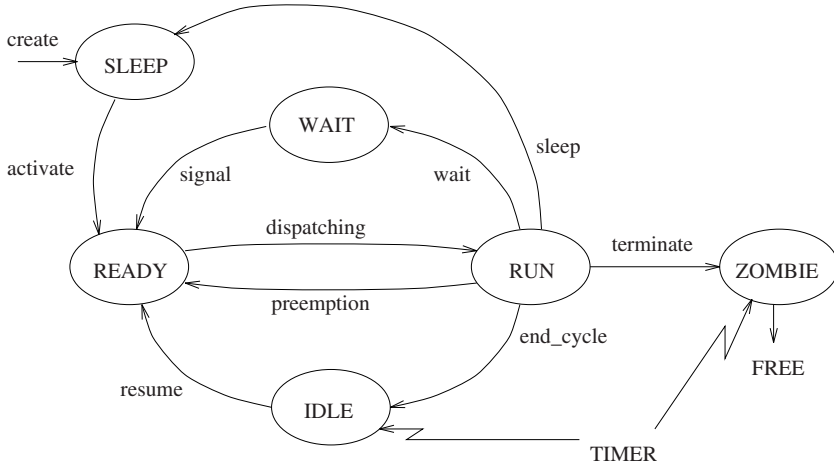 create
SLEEP
WAIT
sleep
activate
signal
wait
dispatching
terminate
READY
RUN
ZOMBIE
preemption
end_cycle
resume
FREE
IDLE
TIMER